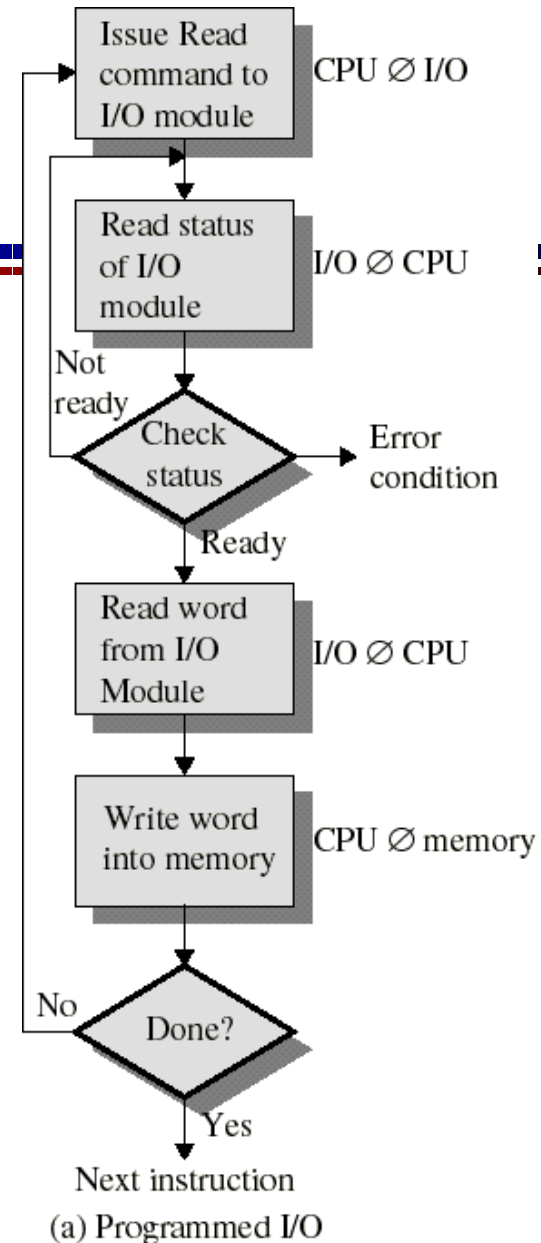 Issue Read
command to
I/O module
CPU ∅ I/O
Read status
of I/O
module
I/O ∅ CPU
Not
ready
Check
status
Error
condition
Ready
Read word
from I/O
Module
I/O ∅ CPU
Write word
into memory
CPU ∅ memory
No
Done?
Yes
Next instruction
(a) Programmed I/O